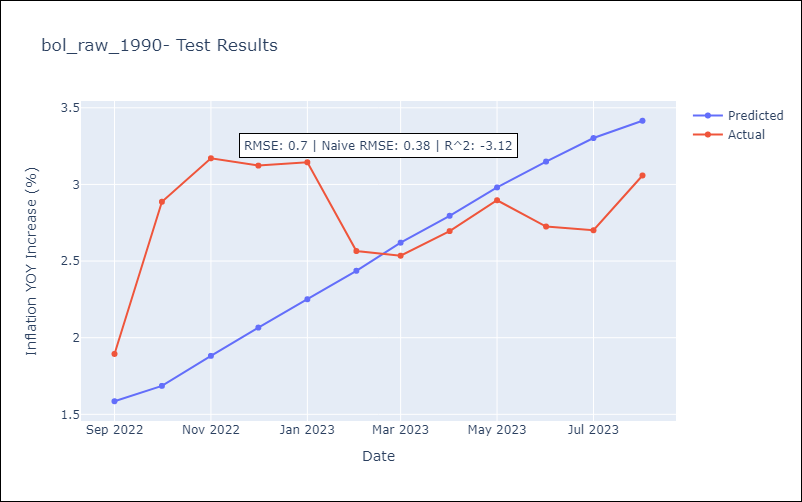 bol_raw_1990- Test Results
Predicted
Actual
RMSE: 0.7 | Naive RMSE: 0.38 | R^2: -3.12
Inflation YOY Increase (%)
3.5
3
2.5
2
1.5
Sep 2022 Nov 2022 Jan 2023 Mar 2023 May 2023 Jul 2023
Date